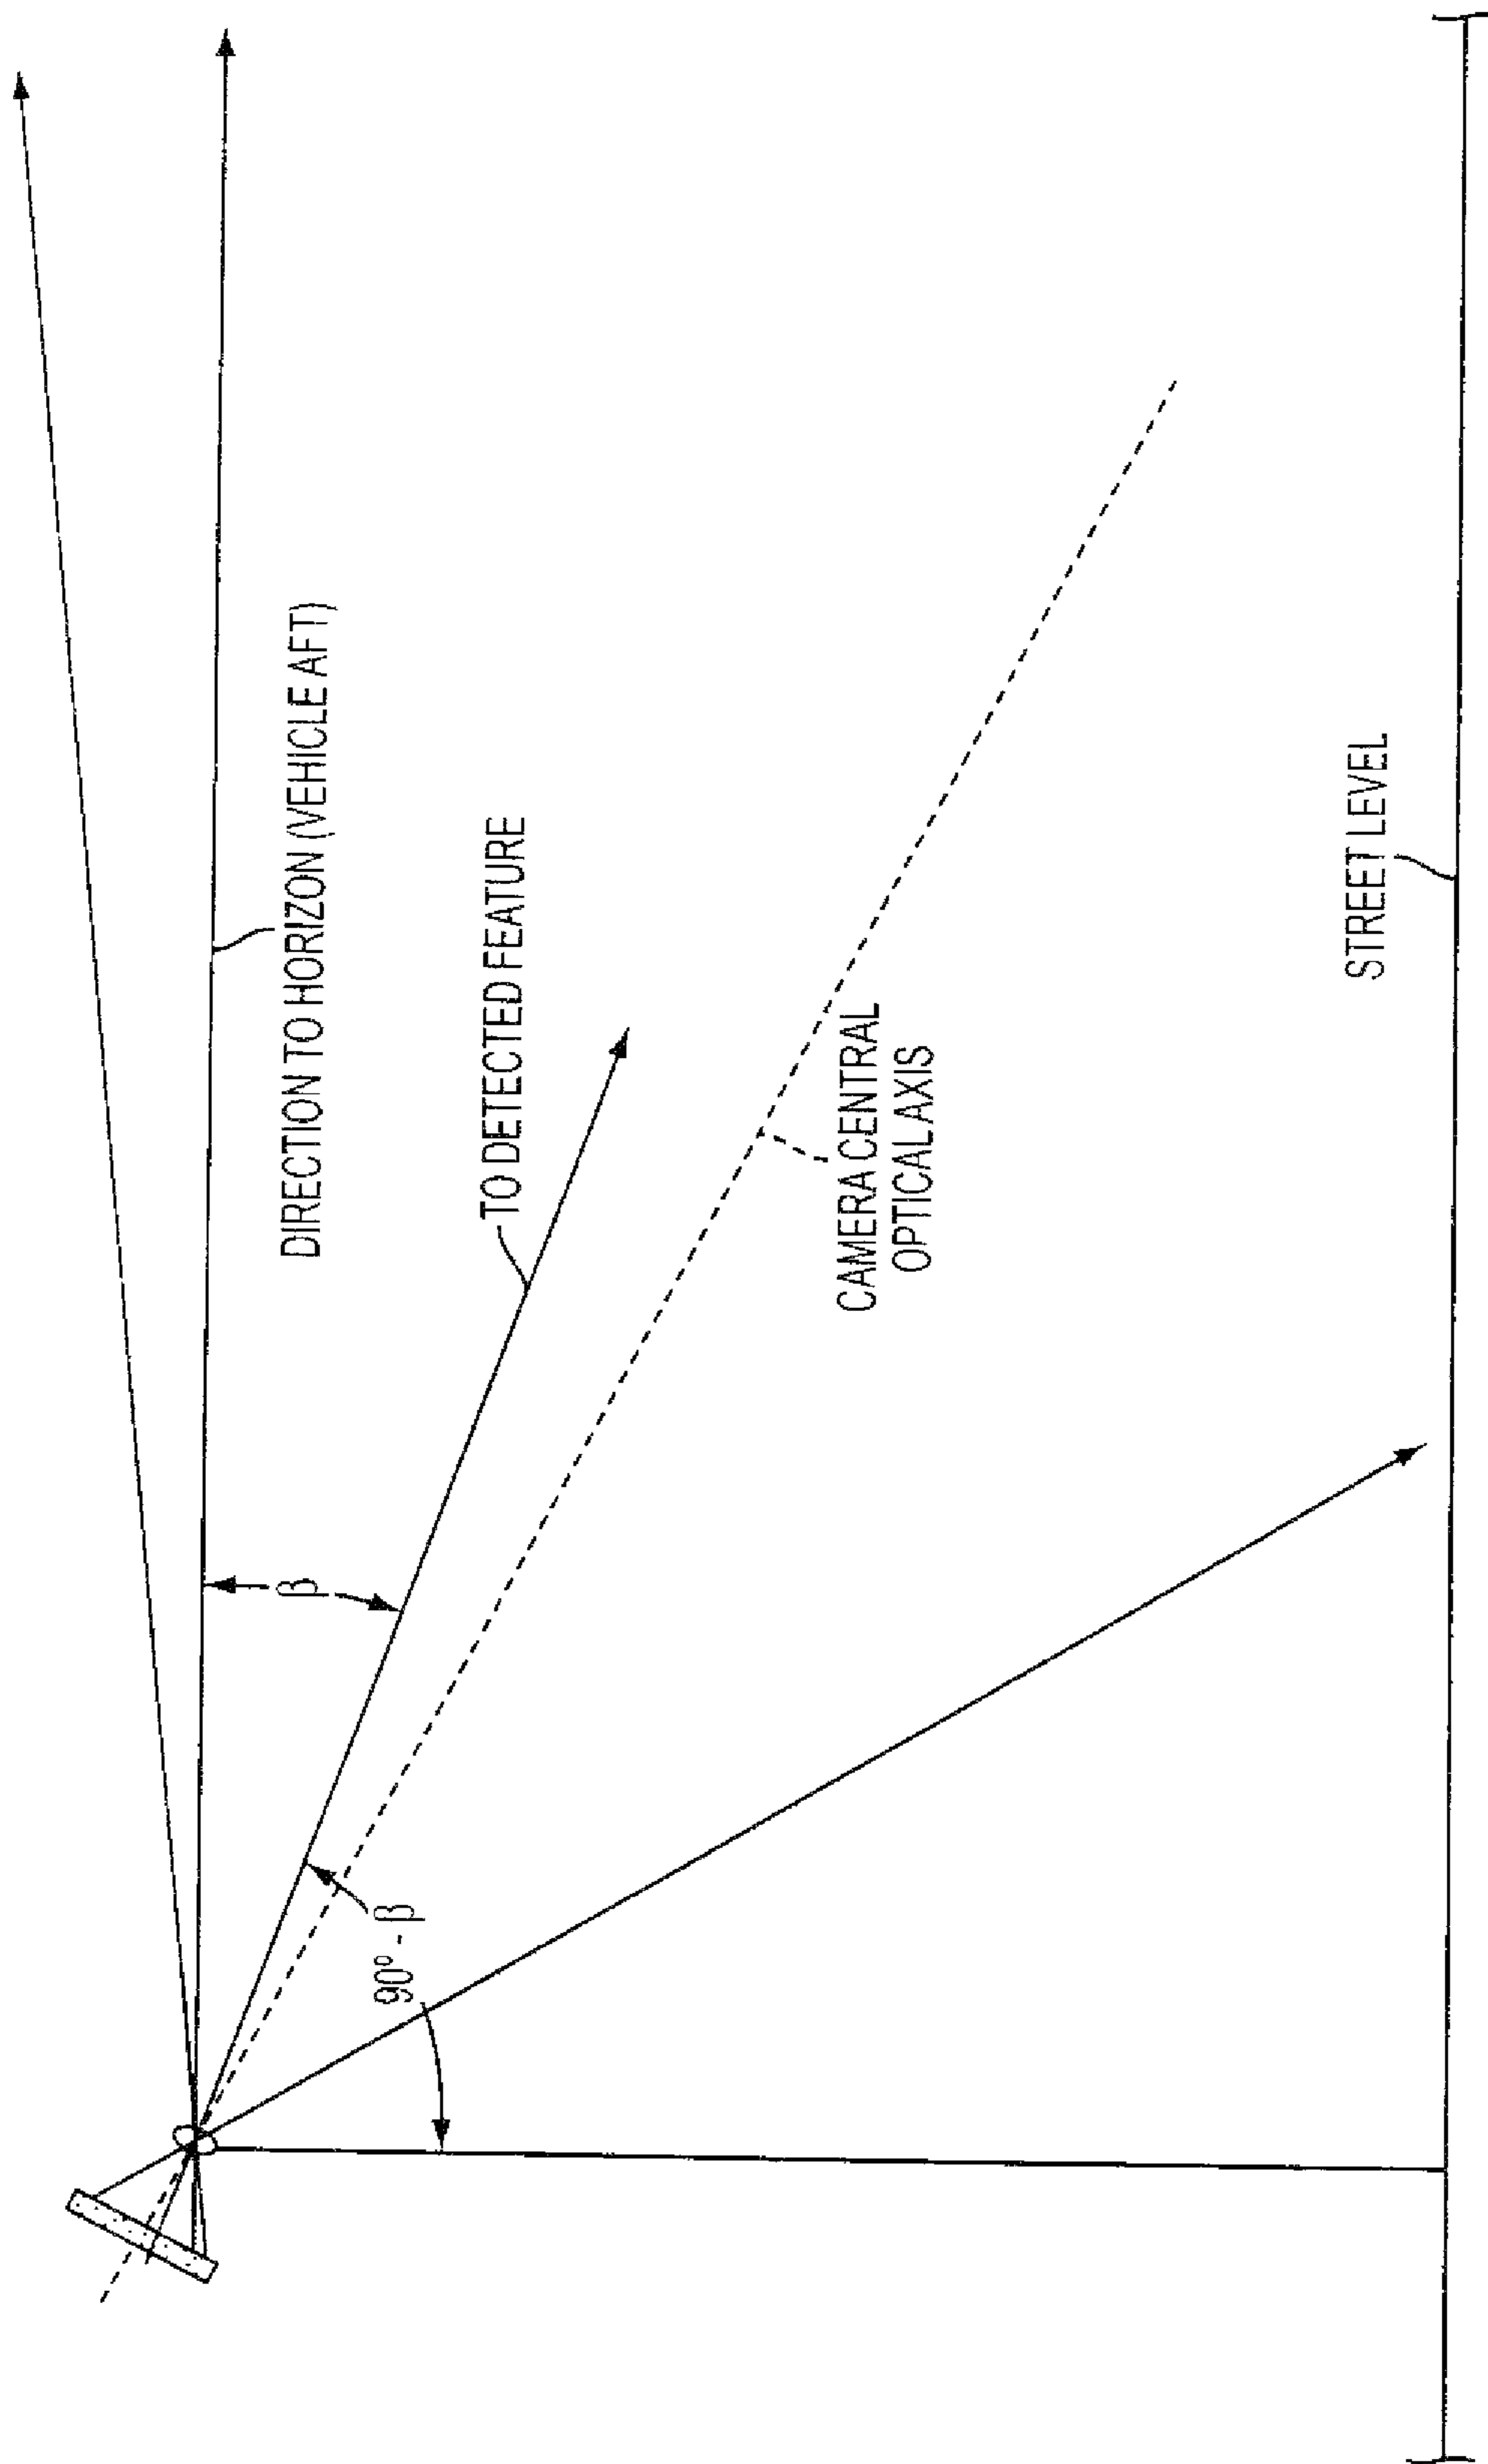 DIRECTION TO HORIZON (VEHICLE AFT)
β
TO DETECTED FEATURE
90° - β
CAMERA CENTRAL
OPTICAL AXIS
STREET LEVEL